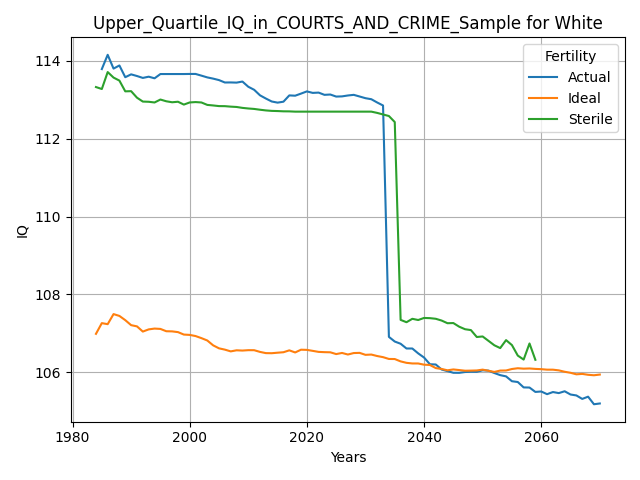 Upper_Quartile_IQ_in_COURTS_AND_CRIME_Sample for White
Fertility
Actual
Ideal
Sterile
IQ
114
112
110
108
106
1980
2000
2020
2040
2060
Years